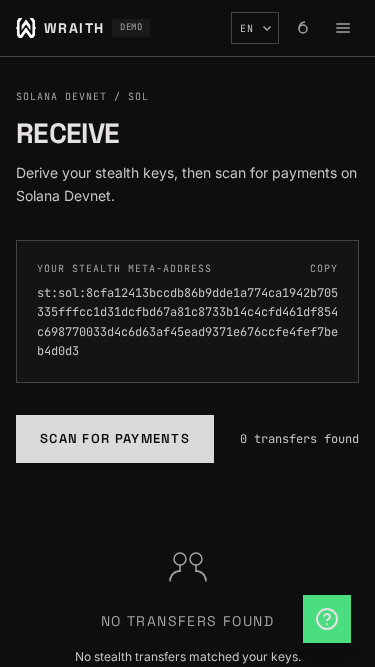 WRAITH DEMO EN
SOLANA DEVNET / SOL
RECEIVE
Derive your stealth keys, then scan for payments on
Solana Devnet.
YOUR STEALTH META-ADDRESS COPY
st:sol:8cfa12413bccdb86b9dde1a774ca1942b705
335fffcc1d31dcfbd67a81c8733b14c4cfd461df854
c698770033d4c6d63af45ead9371e676ccfe4fef7be
b4d0d3
SCAN FOR PAYMENTS 0 transfers found
NO TRANSFERS FOUND
No stealth transfers matched your keys.